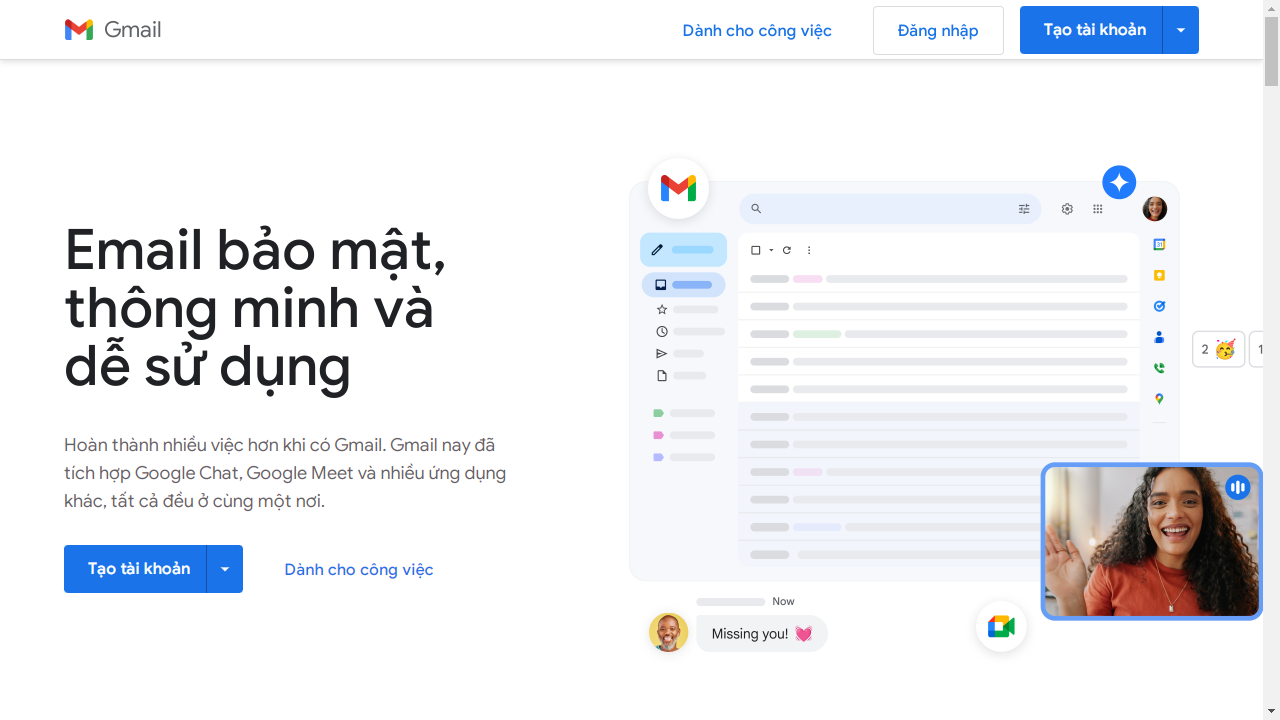 Gmail
Dành cho công việc
Đăng nhập
Tạo tài khoản
Email bảo mật,
thông minh và
dễ sử dụng
Hoàn thành nhiều việc hơn khi có Gmail. Gmail nay đã
tích hợp Google Chat, Google Meet và nhiều ứng dụng
khác, tất cả đều ở cùng một nơi.
Tạo tài khoản
Dành cho công việc
31
2
1
Now
Missing you!